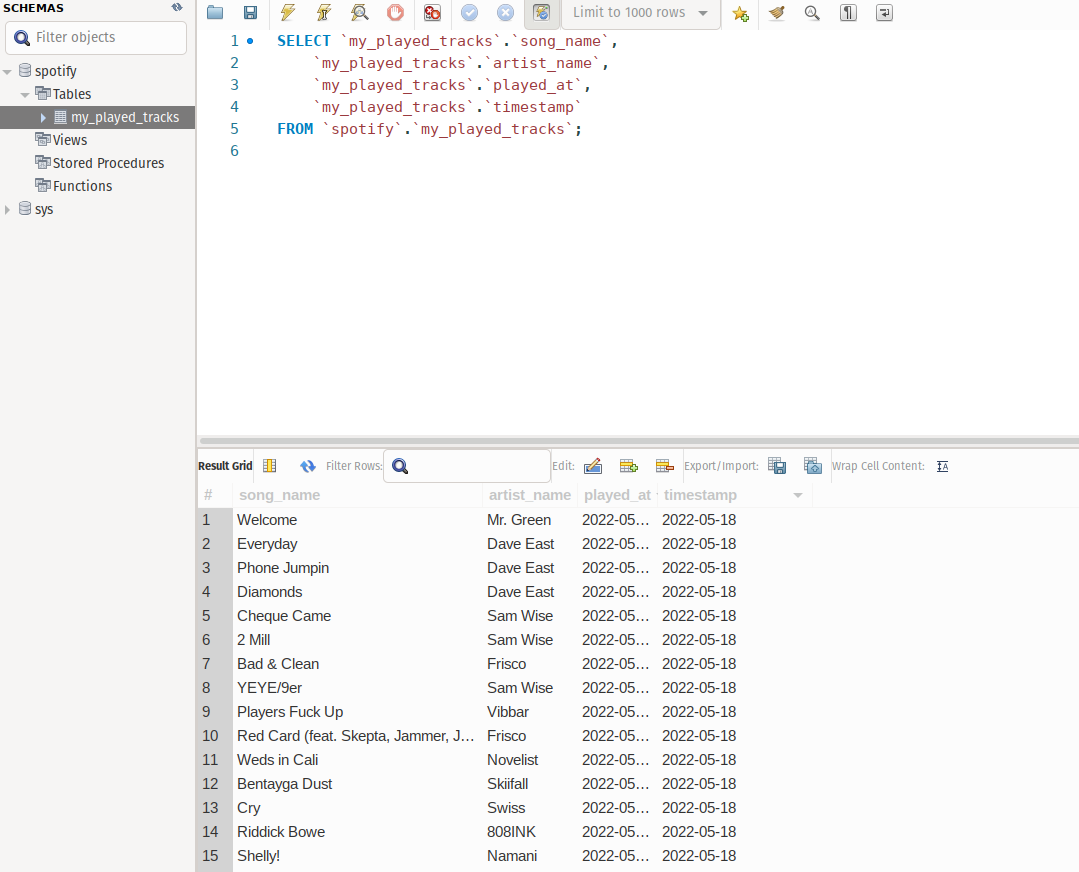 SCHEMAS
Filter objects
spotify
Tables
my_played_tracks
Views
Stored Procedures
Functions
sys
Limit to 1000 rows
1 SELECT `my_played_tracks`.`song_name`,
2 `my_played_tracks`.`artist_name`,
3 `my_played_tracks`.`played_at`,
4 `my_played_tracks`.`timestamp`
5 FROM `spotify`.`my_played_tracks`;
6
Result Grid Filter Rows: Edit: Export/Import: Wrap Cell Content:
# song_name artist_name played_at timestamp
1 Welcome Mr. Green 2022-05... 2022-05-18
2 Everyday Dave East 2022-05... 2022-05-18
3 Phone Jumpin Dave East 2022-05... 2022-05-18
4 Diamonds Dave East 2022-05... 2022-05-18
5 Cheque Came Sam Wise 2022-05... 2022-05-18
6 2 Mill Sam Wise 2022-05... 2022-05-18
7 Bad & Clean Frisco 2022-05... 2022-05-18
8 YEYE/9er Sam Wise 2022-05... 2022-05-18
9 Players Fuck Up Vibbar 2022-05... 2022-05-18
10 Red Card (feat. Skepta, Jammer, J... Frisco 2022-05... 2022-05-18
11 Weds in Cali Novelist 2022-05... 2022-05-18
12 Bentayga Dust Skiifall 2022-05... 2022-05-18
13 Cry Swiss 2022-05... 2022-05-18
14 Riddick Bowe 808INK 2022-05... 2022-05-18
15 Shelly! Namani 2022-05... 2022-05-18